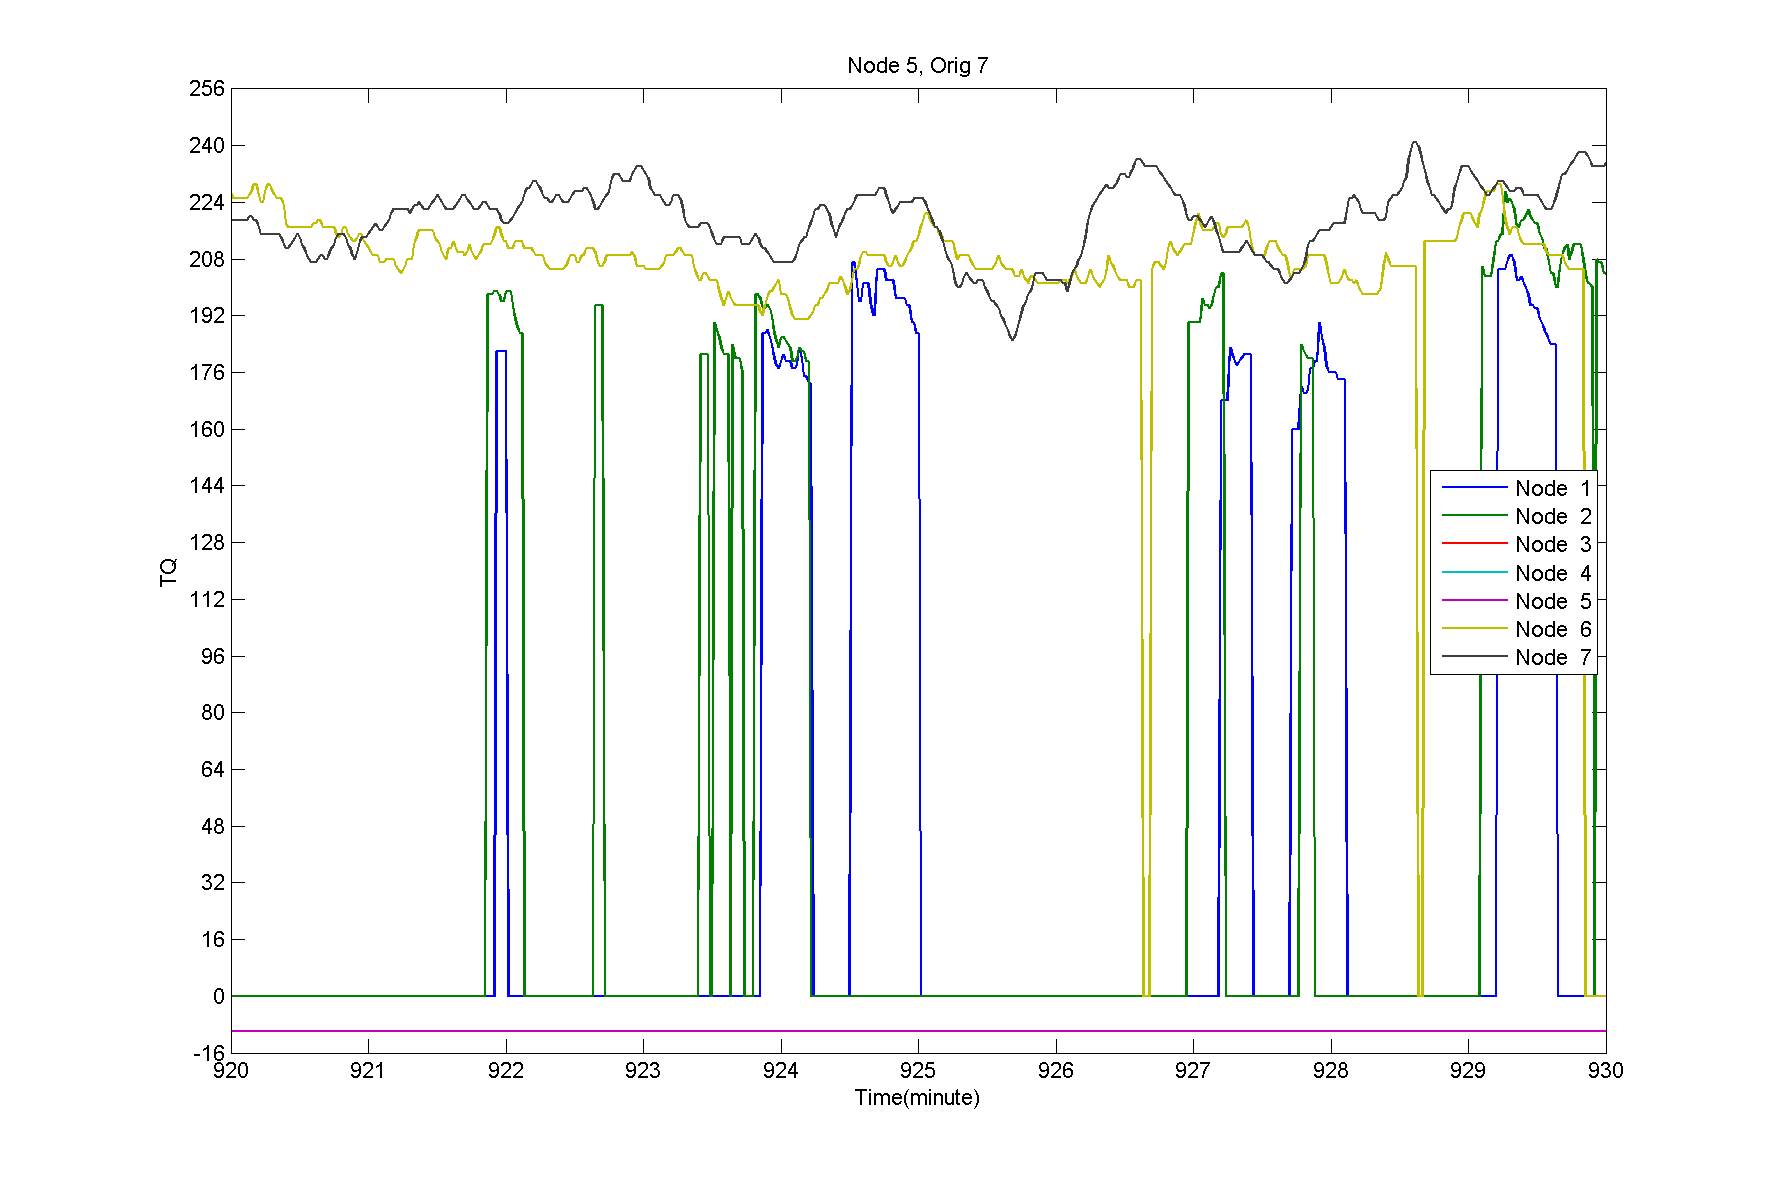 Node 5, Orig 7
256
240
224
208
192
176
160
144
128
112
96
80
64
48
32
16
0
-16
TQ
Node 1
Node 2
Node 3
Node 4
Node 5
Node 6
Node 7
920 921 922 923 924 925 926 927 928 929 930
Time(minute)